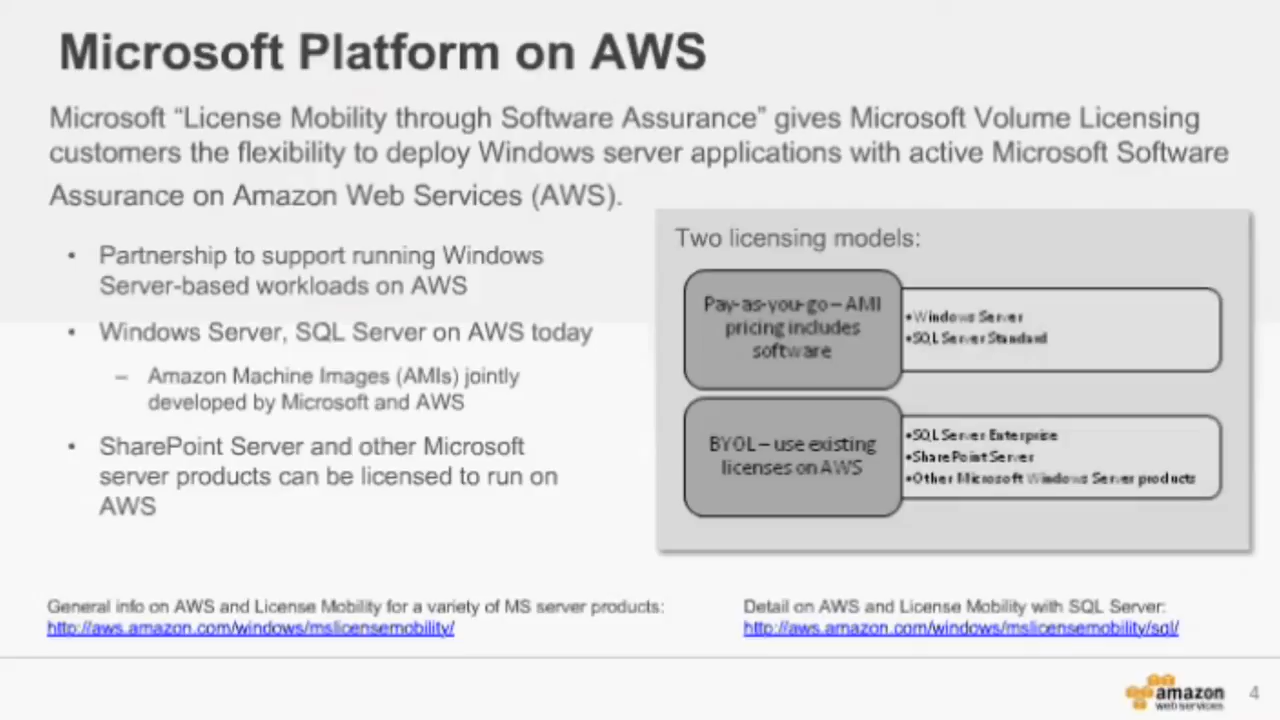 Microsoft Platform on AWS
Microsoft “License Mobility through Software Assurance” gives Microsoft Volume Licensing
customers the flexibility to deploy Windows server applications with active Microsoft Software
Assurance on Amazon Web Services (AWS).
• Partnership to support running Windows
Server-based workloads on AWS
• Windows Server, SQL Server on AWS today
– Amazon Machine Images (AMIs) jointly
developed by Microsoft and AWS
• SharePoint Server and other Microsoft
server products can be licensed to run on
AWS
Two licensing models:
Pay-as-you-go – AMI
pricing includes
software
•Windows Server
•SQL Server Standard
BYOL – use existing
licenses on AWS
•SQL Server Enterprise
•SharePoint Server
•Other Microsoft Windows Server products
General info on AWS and License Mobility for a variety of MS server products:
http://aws.amazon.com/windows/mslicensemobility/
Detail on AWS and License Mobility with SQL Server:
http://aws.amazon.com/windows/mslicensemobility/sql/
amazon
web services
4